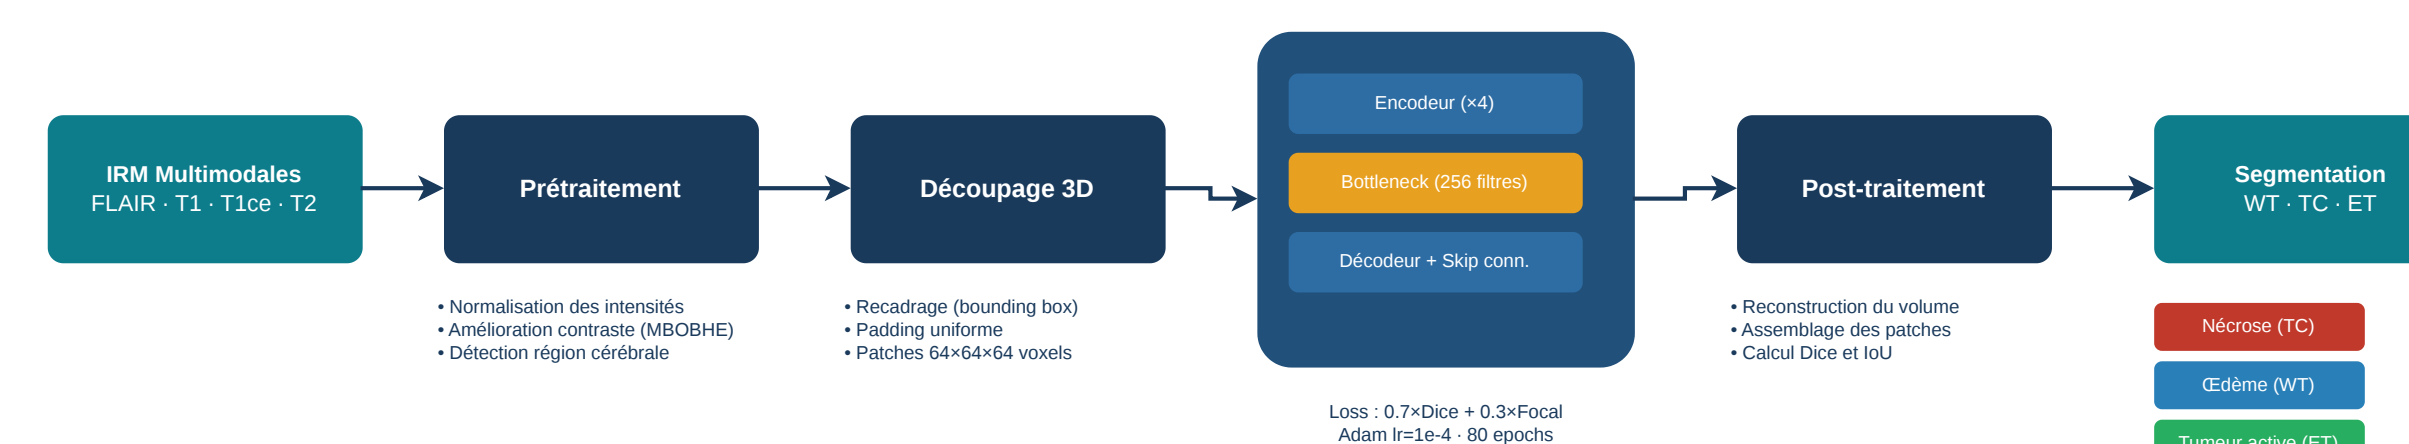 IRM Multimodales
FLAIR · T1 · T1ce · T2
Prétraitement
• Normalisation des intensités
• Amélioration contraste (MBOBHE)
• Détection région cérébrale
Découpage 3D
• Recadrage (bounding box)
• Padding uniforme
• Patches 64×64×64 voxels
Encodeur (×4)
Bottleneck (256 filtres)
Décodeur + Skip conn.
Loss : 0.7×Dice + 0.3×Focal
Adam lr=1e-4 · 80 epochs
Post-traitement
• Reconstruction du volume
• Assemblage des patches
• Calcul Dice et IoU
Segmentation
WT · TC · ET
Nécrose (TC)
Œdème (WT)
Tumeur active (ET)